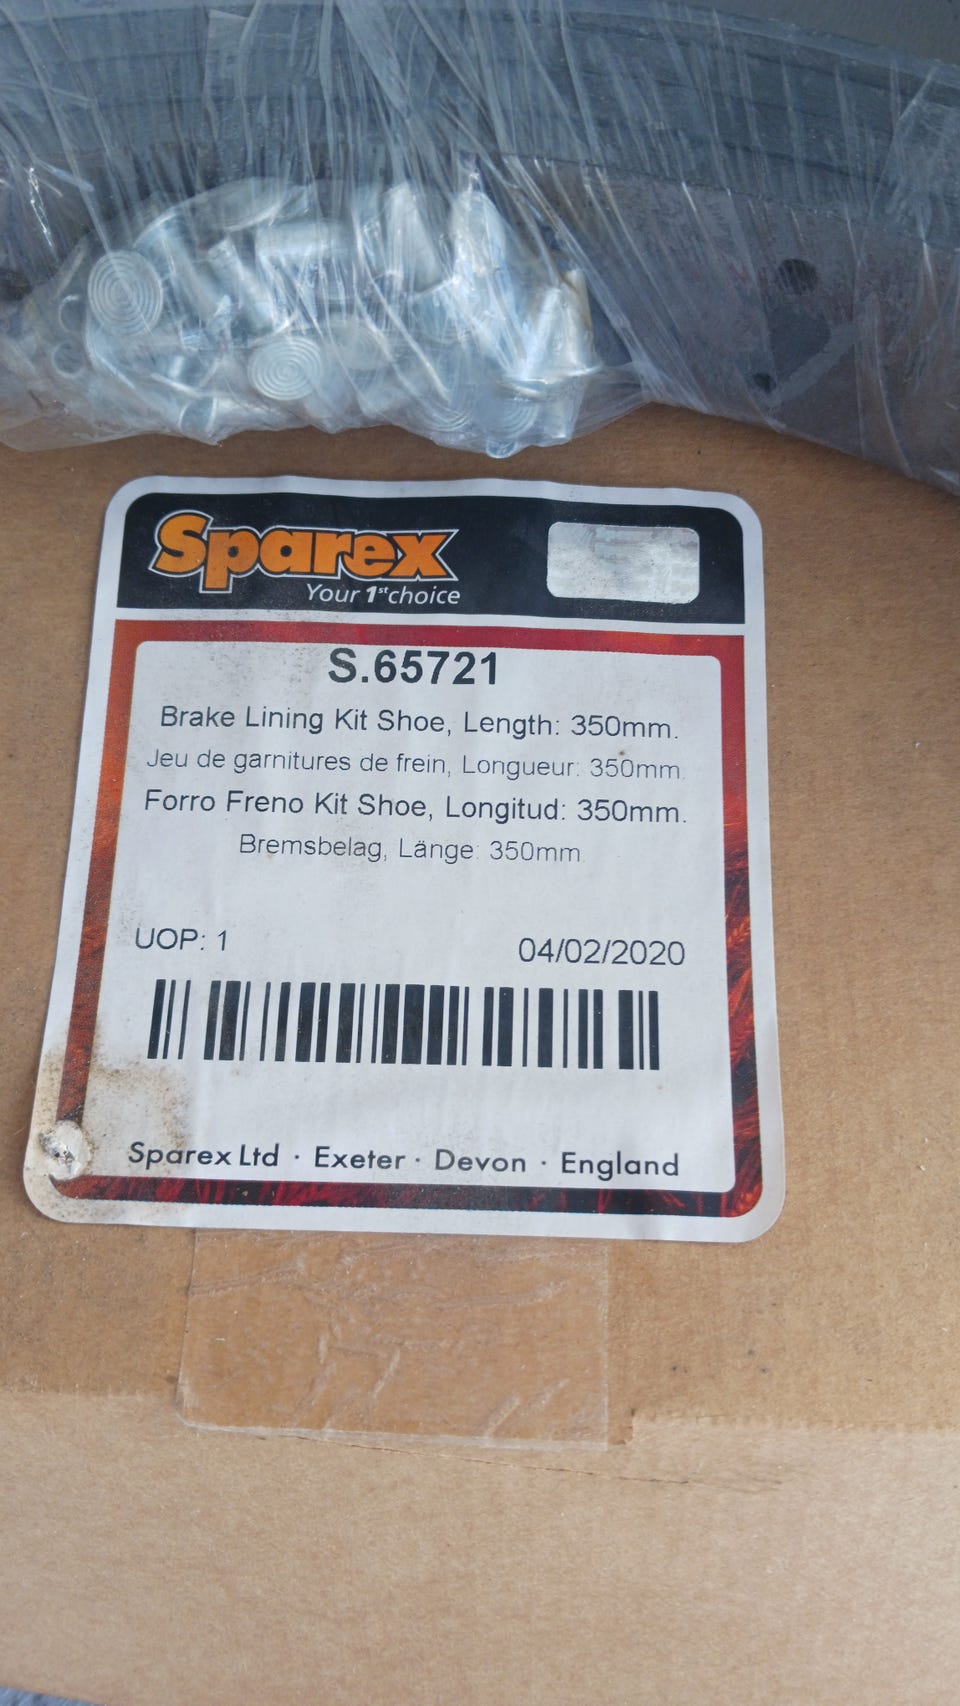 Sparex
Your 1st choice
S.65721
Brake Lining Kit Shoe, Length: 350mm.
Jeu de garnitures de frein, Longueur: 350mm.
Forro Freno Kit Shoe, Longitud: 350mm.
Bremsbelag, Länge: 350mm.
UOP: 1
04/02/2020
Sparex Ltd · Exeter · Devon · England